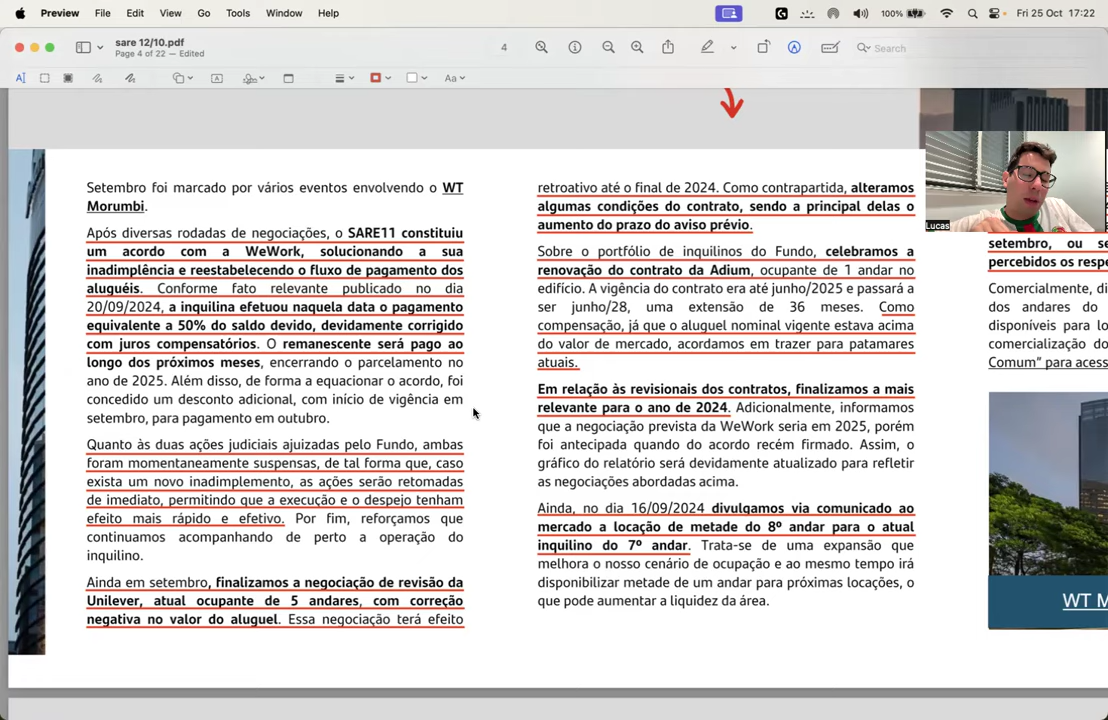 Preview File Edit View Go Tools Window Help 100% Fri 25 Oct 17:22
sare 12/10.pdf
Page 4 of 22 — Edited
4
Search
Aa
Setembro foi marcado por vários eventos envolvendo o WT
Morumbi.
Após diversas rodadas de negociações, o SARE11 constituiu
um acordo com a WeWork, solucionando a sua
inadimplência e reestabelecendo o fluxo de pagamento dos
aluguéis. Conforme fato relevante publicado no dia
20/09/2024, a inquilina efetuou naquela data o pagamento
equivalente a 50% do saldo devido, devidamente corrigido
com juros compensatórios. O remanescente será pago ao
longo dos próximos meses, encerrando o parcelamento no
ano de 2025. Além disso, de forma a equacionar o acordo, foi
concedido um desconto adicional, com início de vigência em
setembro, para pagamento em outubro.
Quanto às duas ações judiciais ajuizadas pelo Fundo, ambas
foram momentaneamente suspensas, de tal forma que, caso
exista um novo inadimplemento, as ações serão retomadas
de imediato, permitindo que a execução e o despejo tenham
efeito mais rápido e efetivo. Por fim, reforçamos que
continuamos acompanhando de perto a operação do
inquilino.
Ainda em setembro, finalizamos a negociação de revisão da
Unilever, atual ocupante de 5 andares, com correção
negativa no valor do aluguel. Essa negociação terá efeito
retroativo até o final de 2024. Como contrapartida, alteramos
algumas condições do contrato, sendo a principal delas o
aumento do prazo do aviso prévio.
Sobre o portfólio de inquilinos do Fundo, celebramos a
renovação do contrato da Adium, ocupante de 1 andar no
edifício. A vigência do contrato era até junho/2025 e passará a
ser junho/28, uma extensão de 36 meses. Como
compensação, já que o aluguel nominal vigente estava acima
do valor de mercado, acordamos em trazer para patamares
atuais.
Em relação às revisionais dos contratos, finalizamos a mais
relevante para o ano de 2024. Adicionalmente, informamos
que a negociação prevista da WeWork seria em 2025, porém
foi antecipada quando do acordo recém firmado. Assim, o
gráfico do relatório será devidamente atualizado para refletir
as negociações abordadas acima.
Ainda, no dia 16/09/2024 divulgamos via comunicado ao
mercado a locação de metade do 8º andar para o atual
inquilino do 7º andar. Trata-se de uma expansão que
melhora o nosso cenário de ocupação e ao mesmo tempo irá
disponibilizar metade de um andar para próximas locações, o
que pode aumentar a liquidez da área.
Lucas
setembro, ou se
percebidos os respe
Comercialmente, di
dos andares do
disponíveis para lo
comercialização do
Comum" para acess
WT M